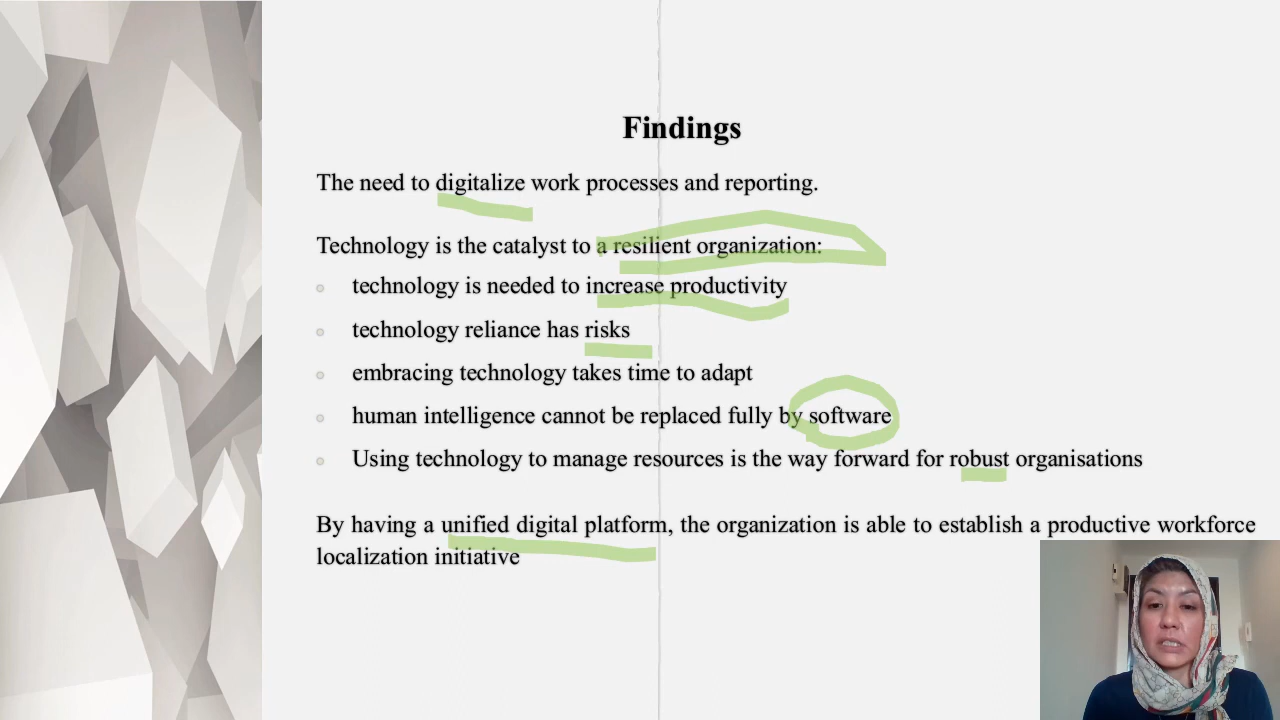 Findings
The need to digitalize work processes and reporting.
Technology is the catalyst to a resilient organization:
technology is needed to increase productivity
technology reliance has risks
embracing technology takes time to adapt
human intelligence cannot be replaced fully by software
Using technology to manage resources is the way forward for robust organisations
By having a unified digital platform, the organization is able to establish a productive workforce
localization initiative